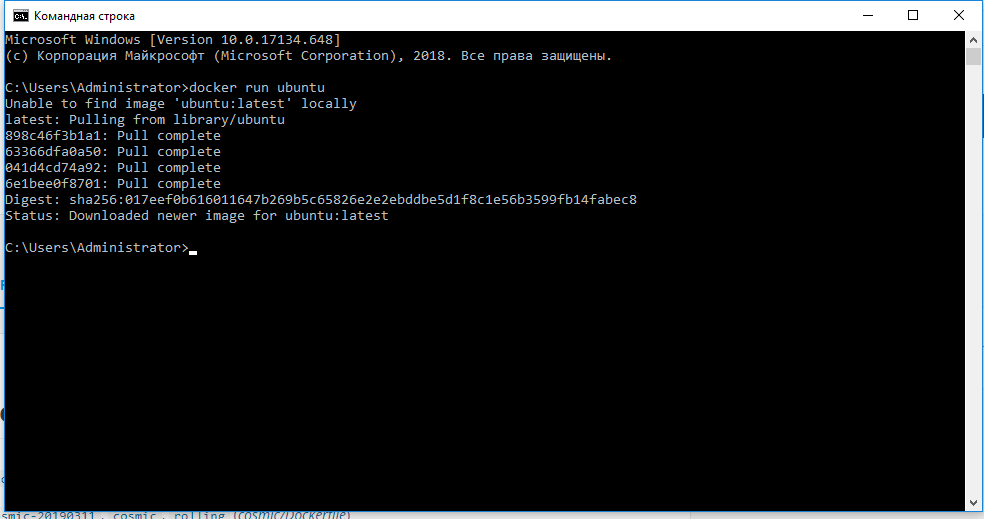 Командная строка
Microsoft Windows [Version 10.0.17134.648]
(c) Корпорация Майкрософт (Microsoft Corporation), 2018. Все права защищены.
C:\Users\Administrator>docker run ubuntu
Unable to find image 'ubuntu:latest' locally
latest: Pulling from library/ubuntu
898c46f3b1a1: Pull complete
63366dfa0a50: Pull complete
041d4cd74a92: Pull complete
6e1bee0f8701: Pull complete
Digest: sha256:017eef0b616011647b269b5c65826e2e2ebddbe5d1f8c1e56b3599fb14fabec8
Status: Downloaded newer image for ubuntu:latest
C:\Users\Administrator>
smic-20190311, cosmic, rolling (cosmic/Dockerfile)